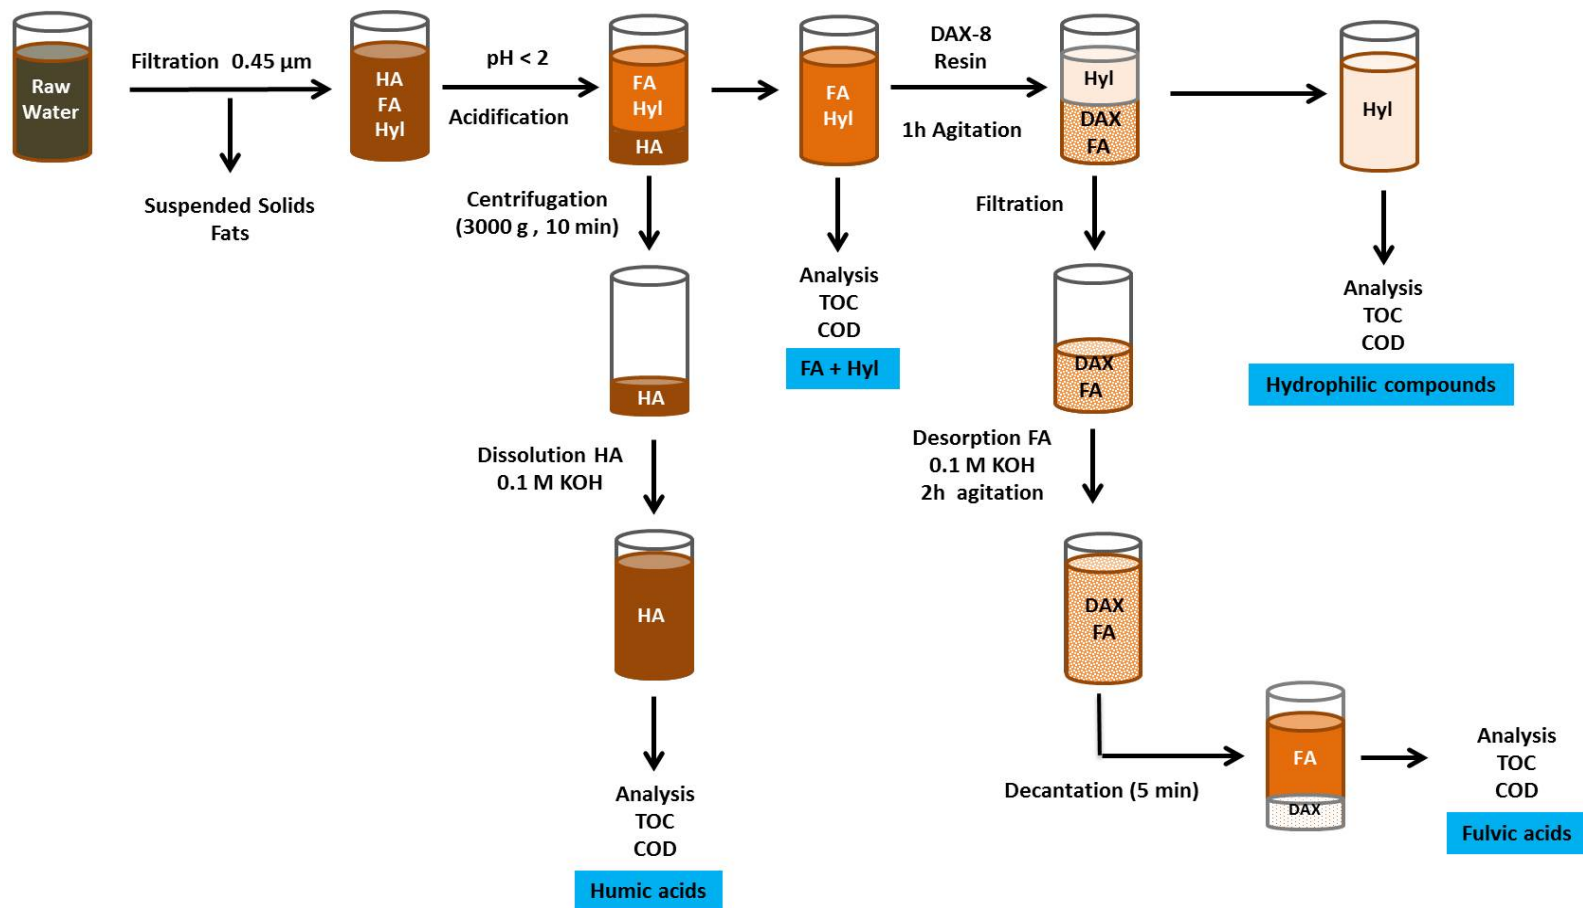 Raw
Water
Filtration 0.45 µm
Suspended Solids
Fats
HA
FA
Hyl
pH < 2
Acidification
FA
Hyl
HA
Centrifugation
(3000 g , 10 min)
HA
Dissolution HA
0.1 M KOH
HA
Analysis
TOC
COD
Humic acids
FA
Hyl
Analysis
TOC
COD
FA + Hyl
DAX-8
Resin
1h Agitation
Hyl
DAX
FA
Filtration
DAX
FA
Desorption FA
0.1 M KOH
2h agitation
DAX
FA
Decantation (5 min)
FA
DAX
Analysis
TOC
COD
Fulvic acids
Hyl
Analysis
TOC
COD
Hydrophilic compounds